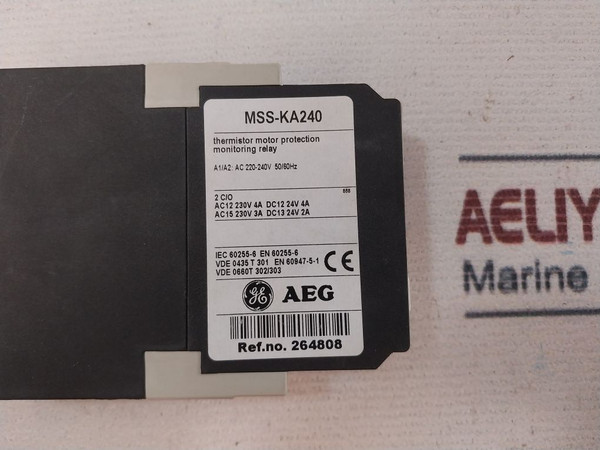 MSS-KA240
thermistor motor protection
monitoring relay
A1/A2: AC 220-240V 50/60Hz
2 C/O
AC12 230V 4A DC12 24V 4A
AC15 230V 3A DC13 24V 2A
IEC 60255-6 EN 60255-6
VDE 0435 T 301 EN 60947-5-1
VDE 0660T 302/303
CE
GE AEG
Ref.no. 264808
AELIY
Marine